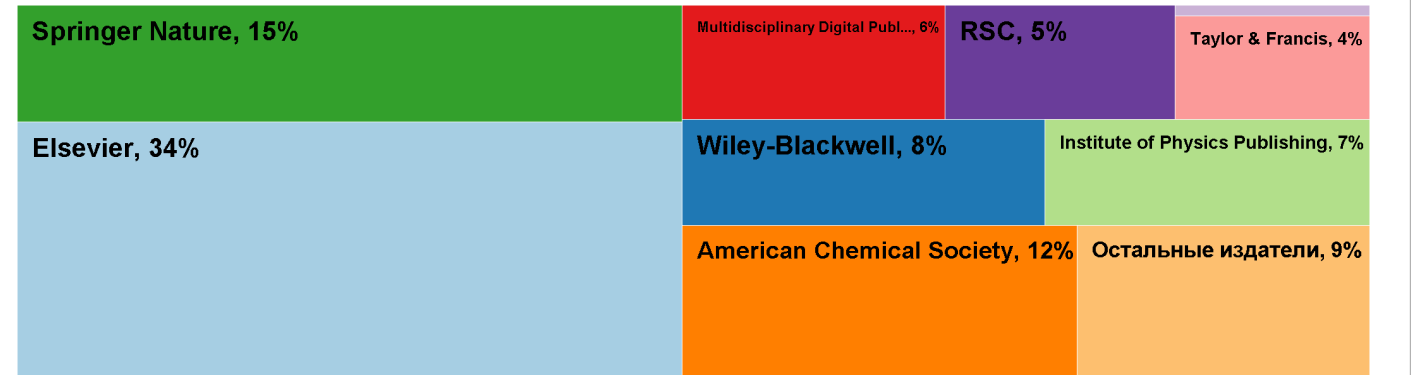 Springer Nature, 15%
Multidisciplinary Digital Publ..., 6%
RSC, 5%
Taylor & Francis, 4%
Elsevier, 34%
Wiley-Blackwell, 8%
Institute of Physics Publishing, 7%
American Chemical Society, 12%
Остальные издатели, 9%